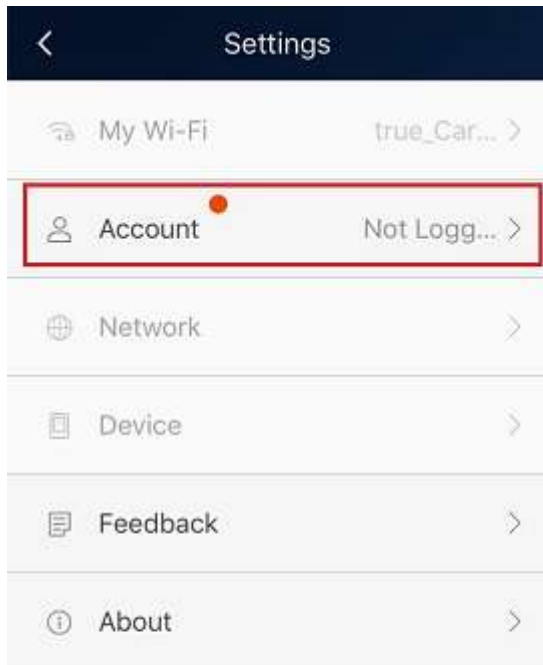 Settings
My Wi-Fi true_Car...
Account Not Logg...
Network
Device
Feedback
About